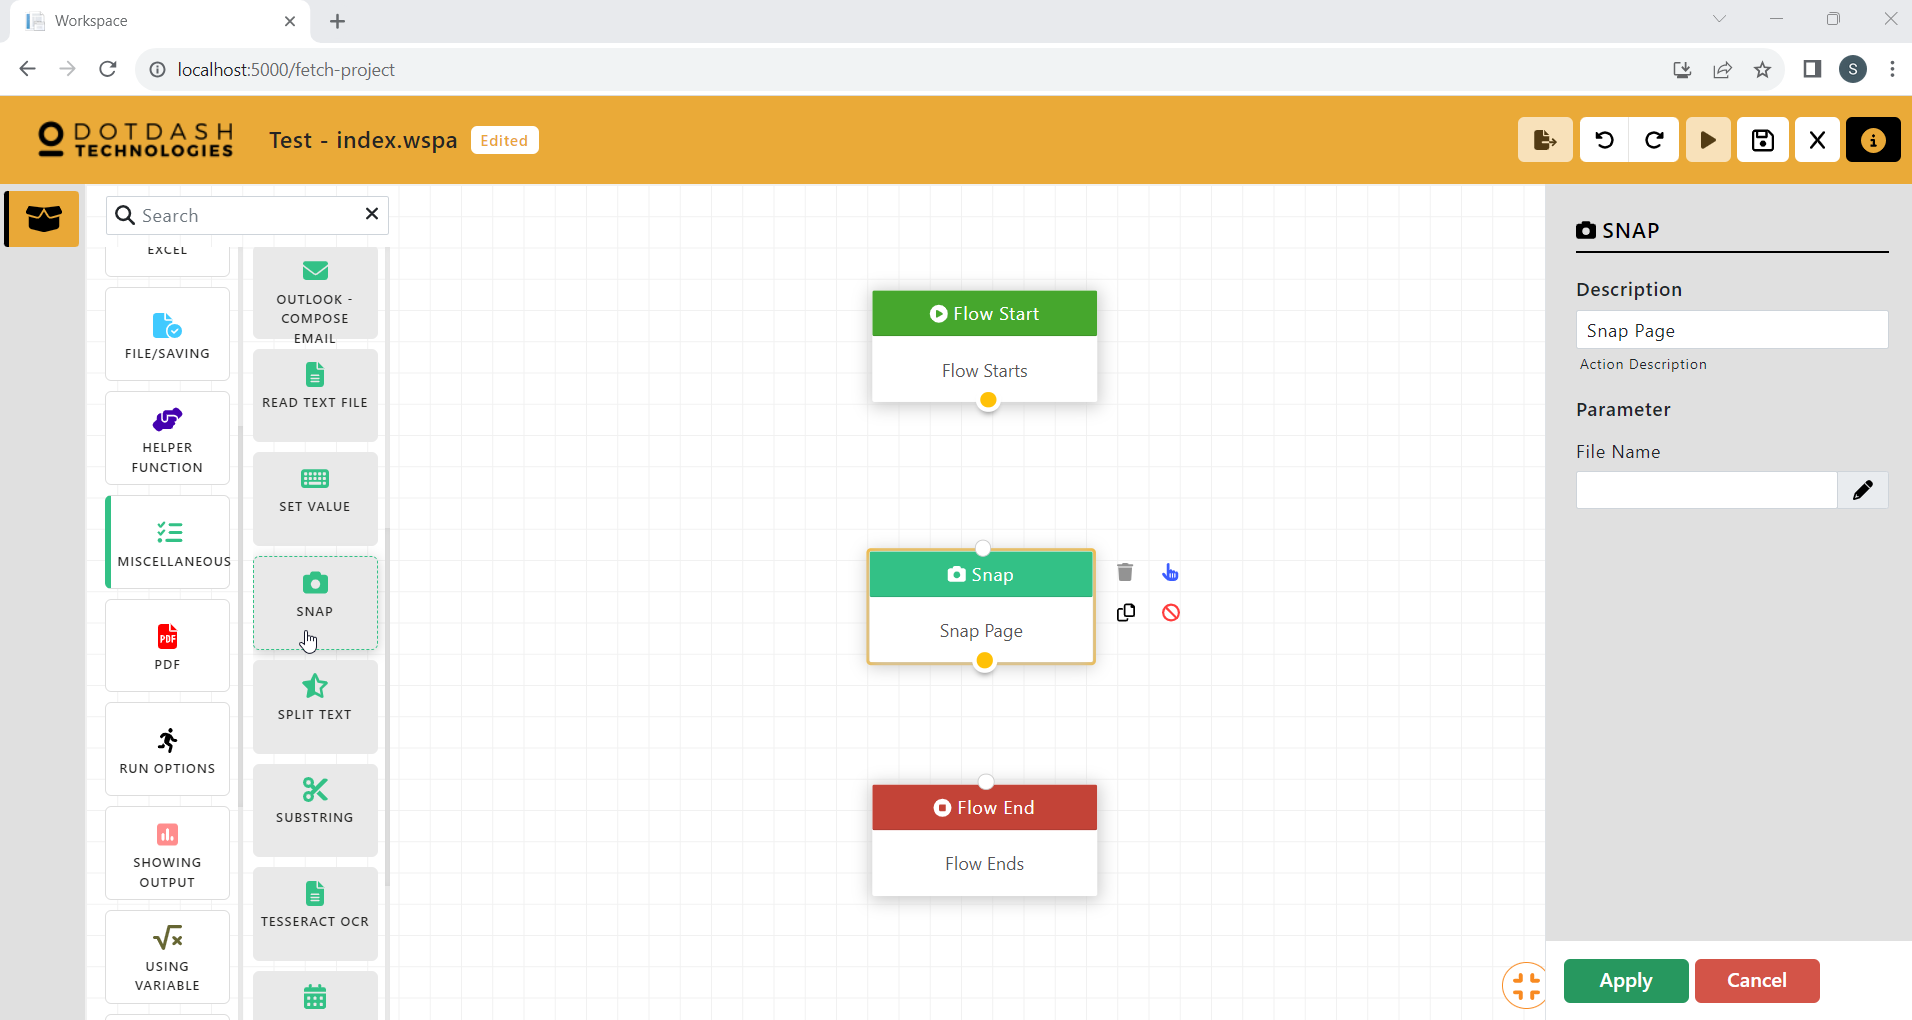 Workspace
localhost:5000/fetch-project
S
DOTDASH
TECHNOLOGIES
Test - index.wspa
Edited
Search
EXCEL
FILE/SAVING
HELPER
FUNCTION
MISCELLANEOUS
PDF
PDF
RUN OPTIONS
SHOWING
OUTPUT
USING
VARIABLE
OUTLOOK -
COMPOSE
EMAIL
READ TEXT FILE
SET VALUE
SNAP
SPLIT TEXT
SUBSTRING
TESSERACT OCR
Flow Start
Flow Starts
Snap
Snap Page
Flow End
Flow Ends
SNAP
Description
Snap Page
Action Description
Parameter
File Name
Apply
Cancel